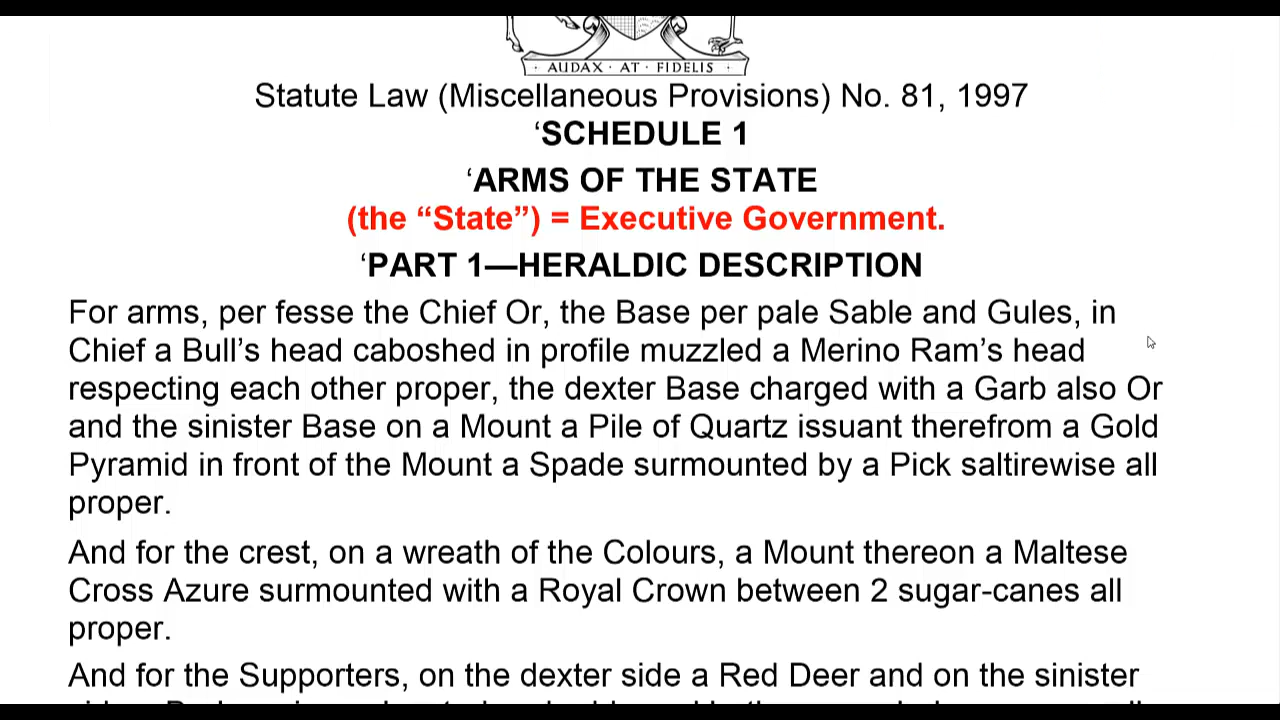 · AUDAX · AT · FIDELIS ·
Statute Law (Miscellaneous Provisions) No. 81, 1997
‘SCHEDULE 1
‘ARMS OF THE STATE
(the “State”) = Executive Government.
‘PART 1—HERALDIC DESCRIPTION
For arms, per fesse the Chief Or, the Base per pale Sable and Gules, in
Chief a Bull’s head caboshed in profile muzzled a Merino Ram’s head
respecting each other proper, the dexter Base charged with a Garb also Or
and the sinister Base on a Mount a Pile of Quartz issuant therefrom a Gold
Pyramid in front of the Mount a Spade surmounted by a Pick saltirewise all
proper.
And for the crest, on a wreath of the Colours, a Mount thereon a Maltese
Cross Azure surmounted with a Royal Crown between 2 sugar-canes all
proper.
And for the Supporters, on the dexter side a Red Deer and on the sinister